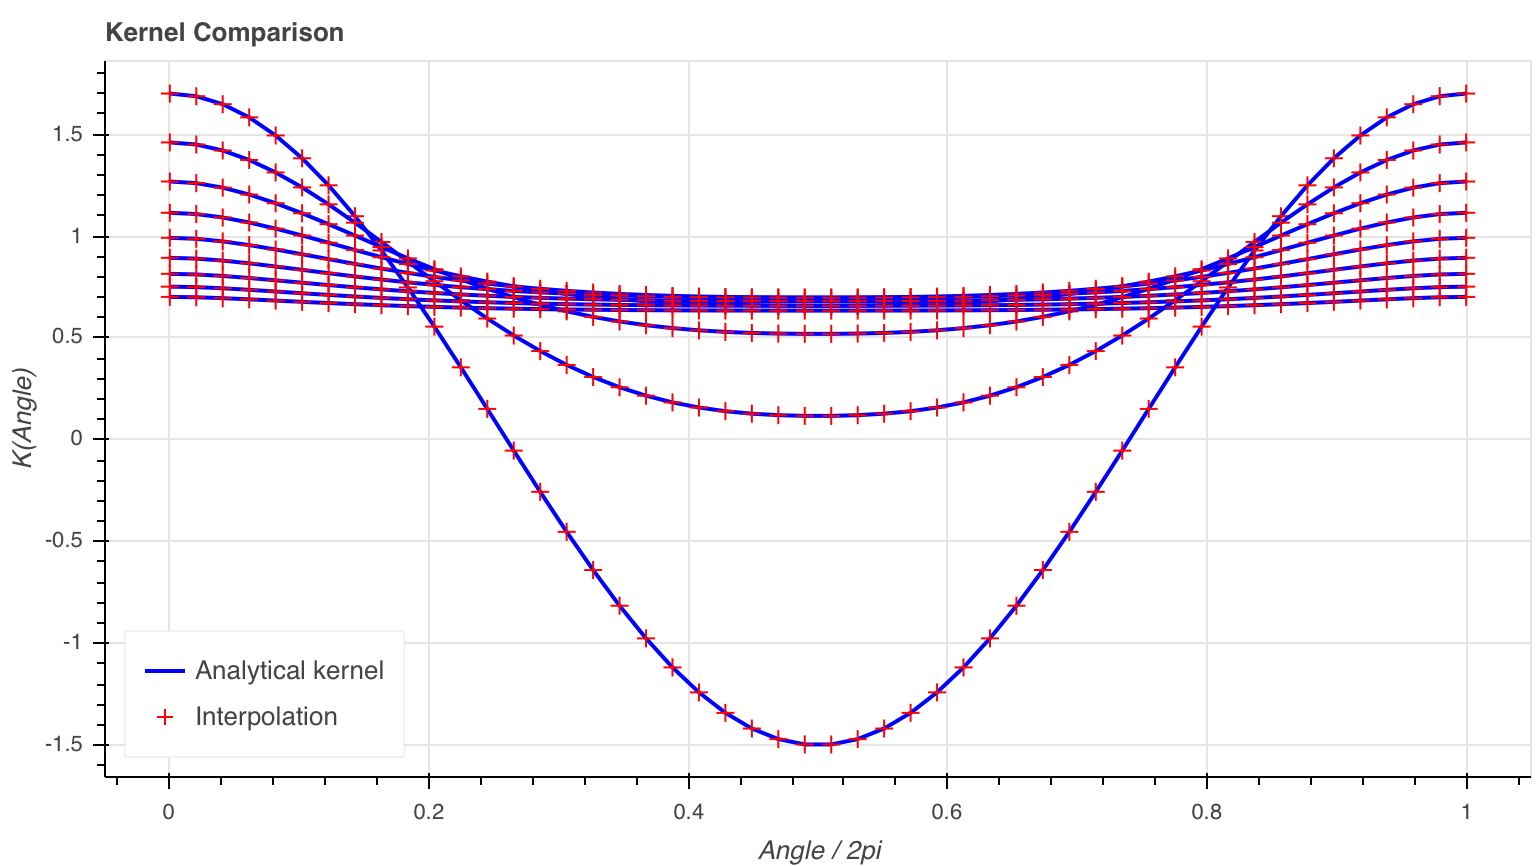 Kernel Comparison
1.5
1
0.5
0
-0.5
-1
-1.5
K(Angle)
Analytical kernel
Interpolation
0
0.2
0.4
0.6
0.8
1
Angle / 2pi